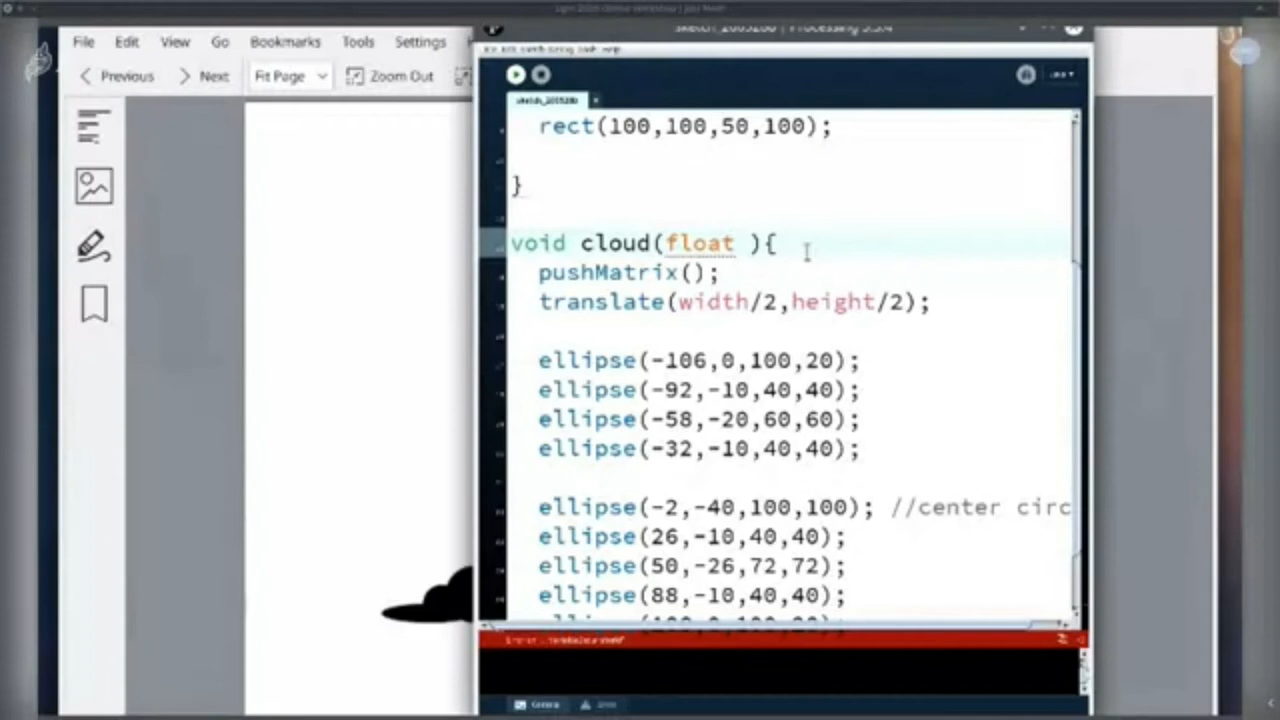 File Edit View Go Bookmarks Tools Settings
Previous Next Fit Page Zoom Out
rect(100,100,50,100);
}
void cloud(float ){
pushMatrix();
translate(width/2,height/2);
ellipse(-106,0,100,20);
ellipse(-92,-10,40,40);
ellipse(-58,-20,60,60);
ellipse(-32,-10,40,40);
ellipse(-2,-40,100,100); //center circ
ellipse(26,-10,40,40);
ellipse(50,-26,72,72);
ellipse(88,-10,40,40);
Console